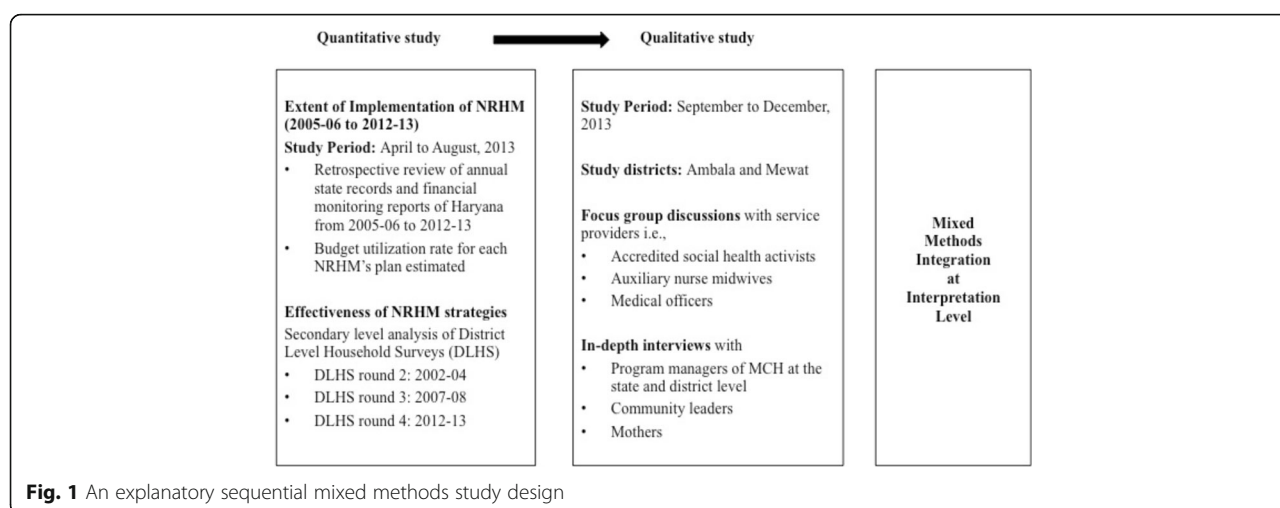 Quantitative study
Qualitative study
Extent of Implementation of NRHM
(2005-06 to 2012-13)
Study Period: April to August, 2013
• Retrospective review of annual
state records and financial
monitoring reports of Haryana
from 2005-06 to 2012-13
• Budget utilization rate for each
NRHM's plan estimated
Effectiveness of NRHM strategies
Secondary level analysis of District
Level Household Surveys (DLHS)
• DLHS round 2: 2002-04
• DLHS round 3: 2007-08
• DLHS round 4: 2012-13
Study Period: September to December,
2013
Study districts: Ambala and Mewat
Focus group discussions with service
providers i.e.,
• Accredited social health activists
• Auxiliary nurse midwives
• Medical officers
In-depth interviews with
• Program managers of MCH at the
state and district level
• Community leaders
• Mothers
Mixed
Methods
Integration
at
Interpretation
Level
Fig. 1 An explanatory sequential mixed methods study design